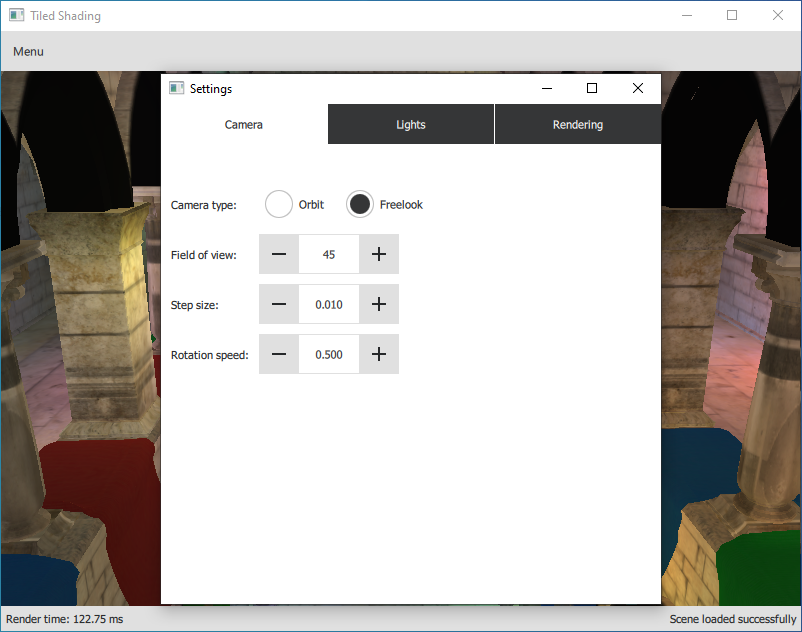 Tiled Shading
Menu
Settings
Camera Lights Rendering
Camera type: Orbit Freelook
Field of view: 45
Step size: 0.010
Rotation speed: 0.500
Render time: 122.75 ms Scene loaded successfully